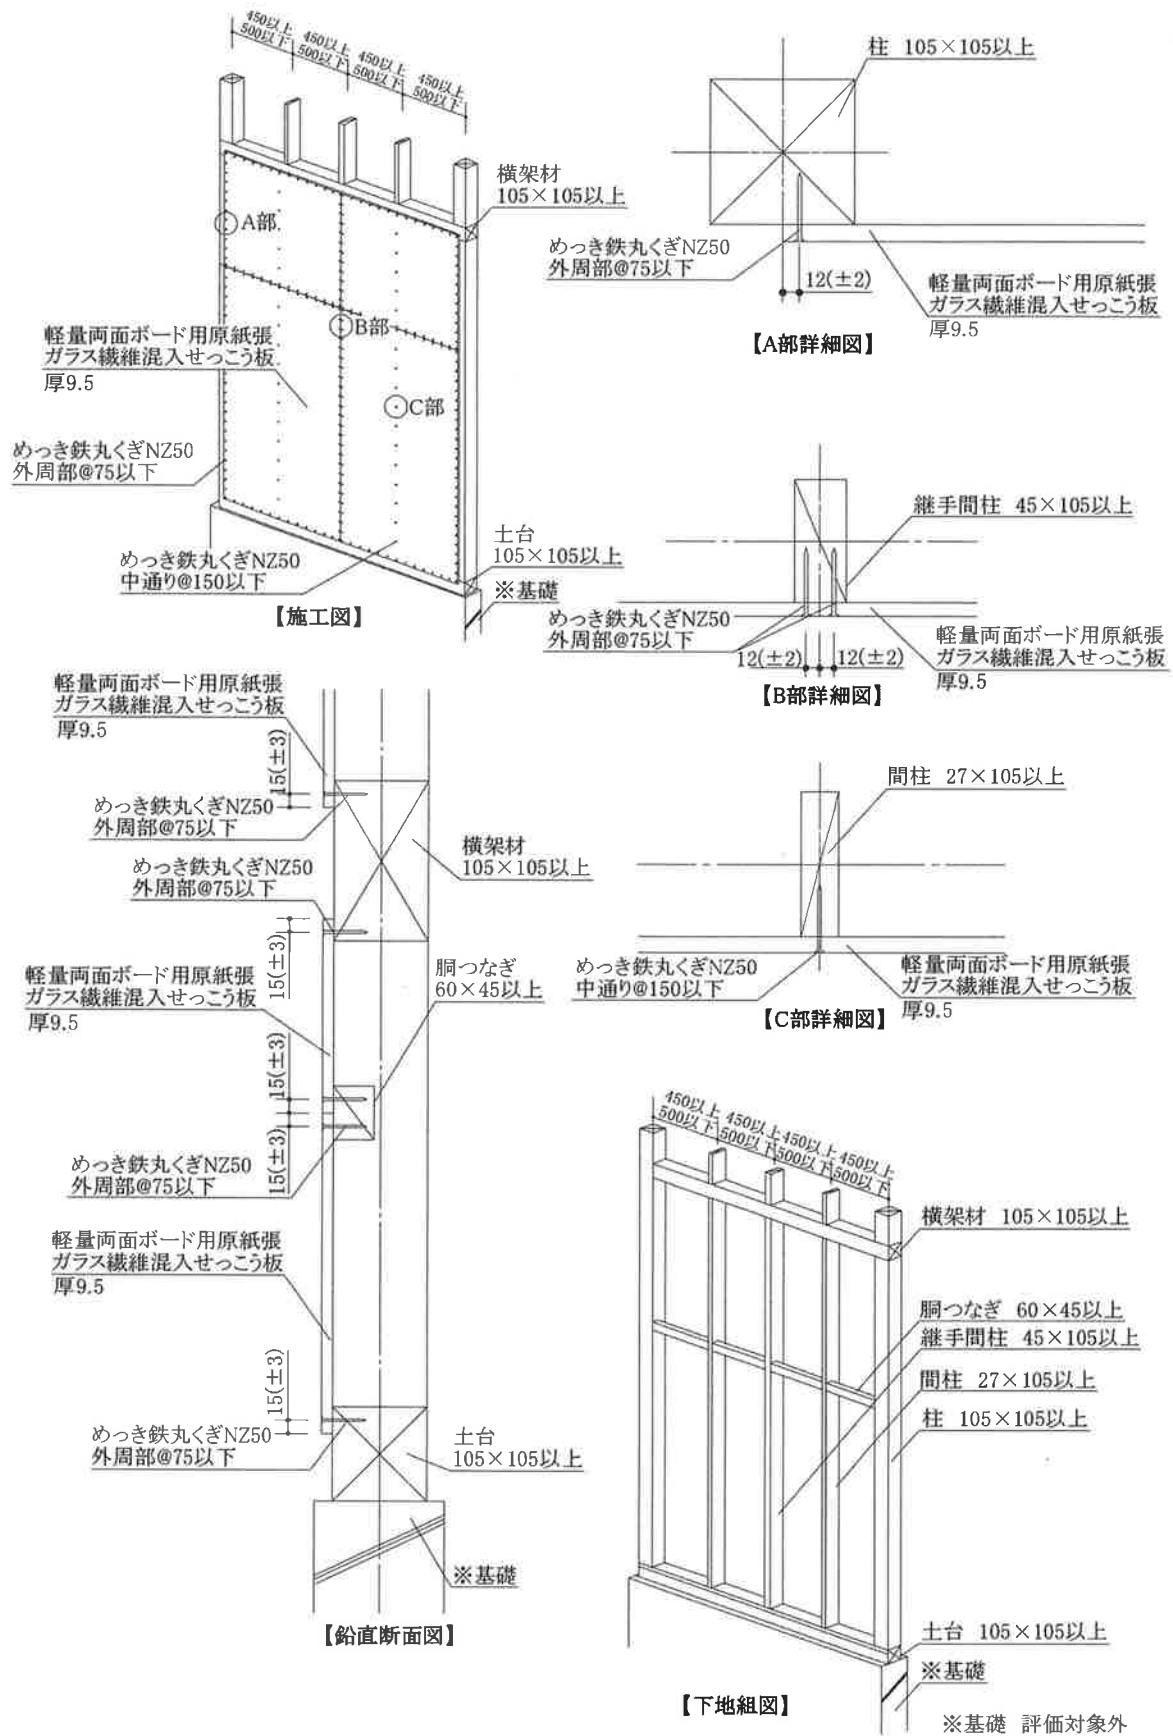 450以上
500以下
450以上
500以下
450以上
500以下
450以上
500以下
横架材
105×105以上
A部
軽量両面ボード用原紙張
ガラス繊維混入せっこう板
厚9.5
B部
C部
めっき鉄丸くぎNZ50
外周部@75以下
めっき鉄丸くぎNZ50
中通り@150以下
土台
105×105以上
※基礎
【施工図】
柱 105×105以上
めっき鉄丸くぎNZ50
外周部@75以下
12(±2)
軽量両面ボード用原紙張
ガラス繊維混入せっこう板
厚9.5
【A部詳細図】
継手間柱 45×105以上
めっき鉄丸くぎNZ50
外周部@75以下
12(±2)
12(±2)
軽量両面ボード用原紙張
ガラス繊維混入せっこう板
厚9.5
【B部詳細図】
間柱 27×105以上
めっき鉄丸くぎNZ50
中通り@150以下
軽量両面ボード用原紙張
ガラス繊維混入せっこう板
厚9.5
【C部詳細図】
軽量両面ボード用原紙張
ガラス繊維混入せっこう板
厚9.5
15(±3)
めっき鉄丸くぎNZ50
外周部@75以下
横架材
105×105以上
めっき鉄丸くぎNZ50
外周部@75以下
15(±3)
軽量両面ボード用原紙張
ガラス繊維混入せっこう板
厚9.5
胴つなぎ
60×45以上
15(±3)
15(±3)
めっき鉄丸くぎNZ50
外周部@75以下
軽量両面ボード用原紙張
ガラス繊維混入せっこう板
厚9.5
15(±3)
めっき鉄丸くぎNZ50
外周部@75以下
土台
105×105以上
※基礎
【鉛直断面図】
450以上
500以下
450以上
500以下
450以上
500以下
450以上
500以下
横架材 105×105以上
胴つなぎ 60×45以上
継手間柱 45×105以上
間柱 27×105以上
柱 105×105以上
土台 105×105以上
※基礎
【下地組図】
※基礎 評価対象外